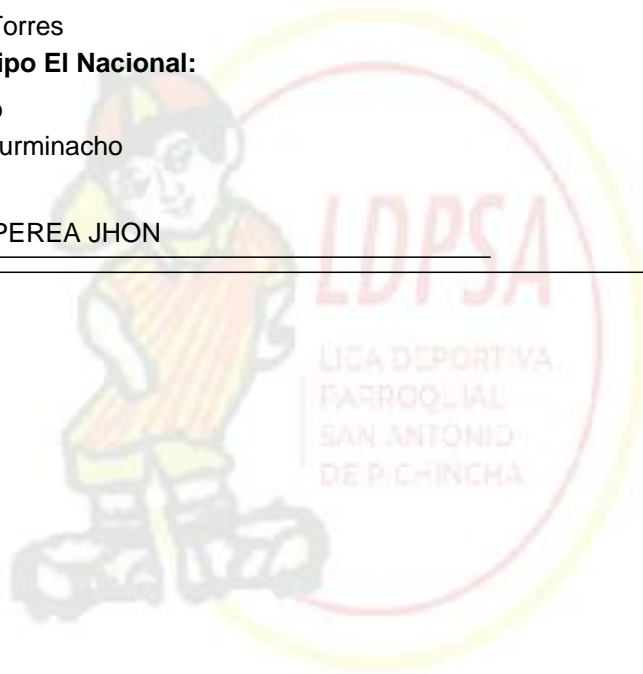 Torres
ipo El Nacional:
o
urminacho
PEREA JHON
LDPSA
LIGA DEPORTIVA
PARROQUIAL
SAN ANTONIO
DE PICHINCHA